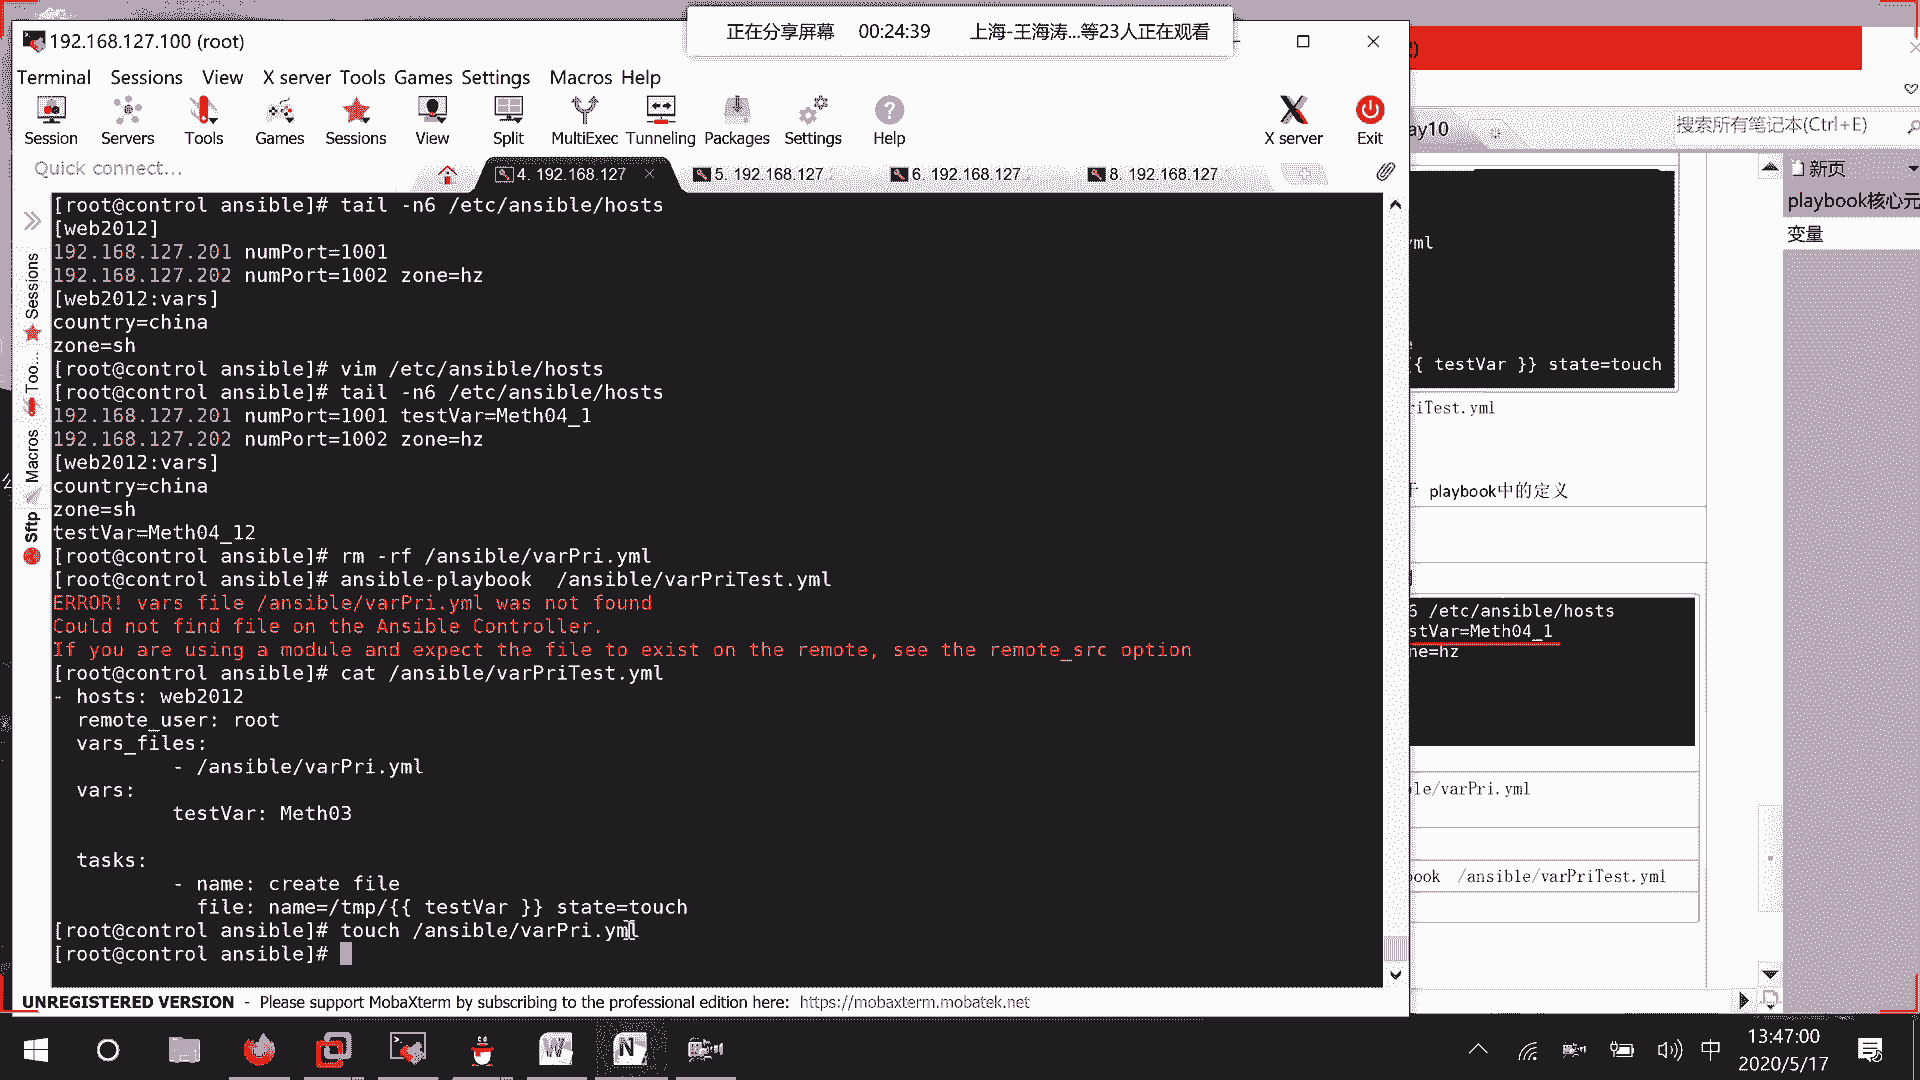 192.168.127.100 (root)
正在分享屏幕 00:24:39 上海-王海涛...等23人正在观看
Terminal Sessions View X server Tools Games Settings Macros Help
Session Servers Tools Games Sessions View Split MultiExec Tunneling Packages Settings Help X server Exit
Quick connect...
4. 192.168.127
5. 192.168.127.
6. 192.168.127.
8. 192.168.127.
Sessions
Too...
Macros
Sftp
[root@control ansible]# tail -n6 /etc/ansible/hosts
[web2012]
192.168.127.201 numPort=1001
192.168.127.202 numPort=1002 zone=hz
[web2012:vars]
country=china
zone=sh
[root@control ansible]# vim /etc/ansible/hosts
[root@control ansible]# tail -n6 /etc/ansible/hosts
192.168.127.201 numPort=1001 testVar=Meth04_1
192.168.127.202 numPort=1002 zone=hz
[web2012:vars]
country=china
zone=sh
testVar=Meth04_12
[root@control ansible]# rm -rf /ansible/varPri.yml
[root@control ansible]# ansible-playbook  /ansible/varPriTest.yml
ERROR! vars file /ansible/varPri.yml was not found
Could not find file on the Ansible Controller.
If you are using a module and expect the file to exist on the remote, see the remote_src option
[root@control ansible]# cat /ansible/varPriTest.yml
- hosts: web2012
  remote_user: root
  vars_files:
          - /ansible/varPri.yml
  vars:
          testVar: Meth03
  tasks:
          - name: create file
            file: name=/tmp/{{ testVar }} state=touch
[root@control ansible]# touch /ansible/varPri.yml
[root@control ansible]#
UNREGISTERED VERSION - Please support MobaXterm by subscribing to the professional edition here: https://mobaxterm.mobatek.net
ay10
搜索所有笔记本(Ctrl+E)
新页
playbook核心元
变量
yml
{ testVar }} state=touch
iTest.yml
playbook中的定义
6 /etc/ansible/hosts
stVar=Meth04_1
ne=hz
le/varPri.yml
book  /ansible/varPriTest.yml
中
13:47:00
2020/5/17